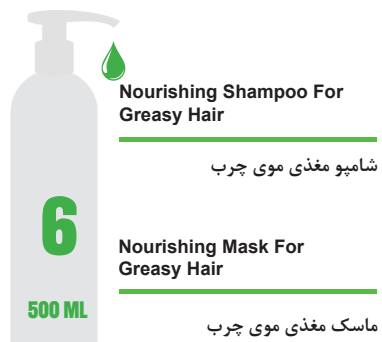 Nourishing Shampoo For
Greasy Hair
شامپو مغذی موی چرب
6
Nourishing Mask For
Greasy Hair
500 ML
ماسک مغذی موی چرب